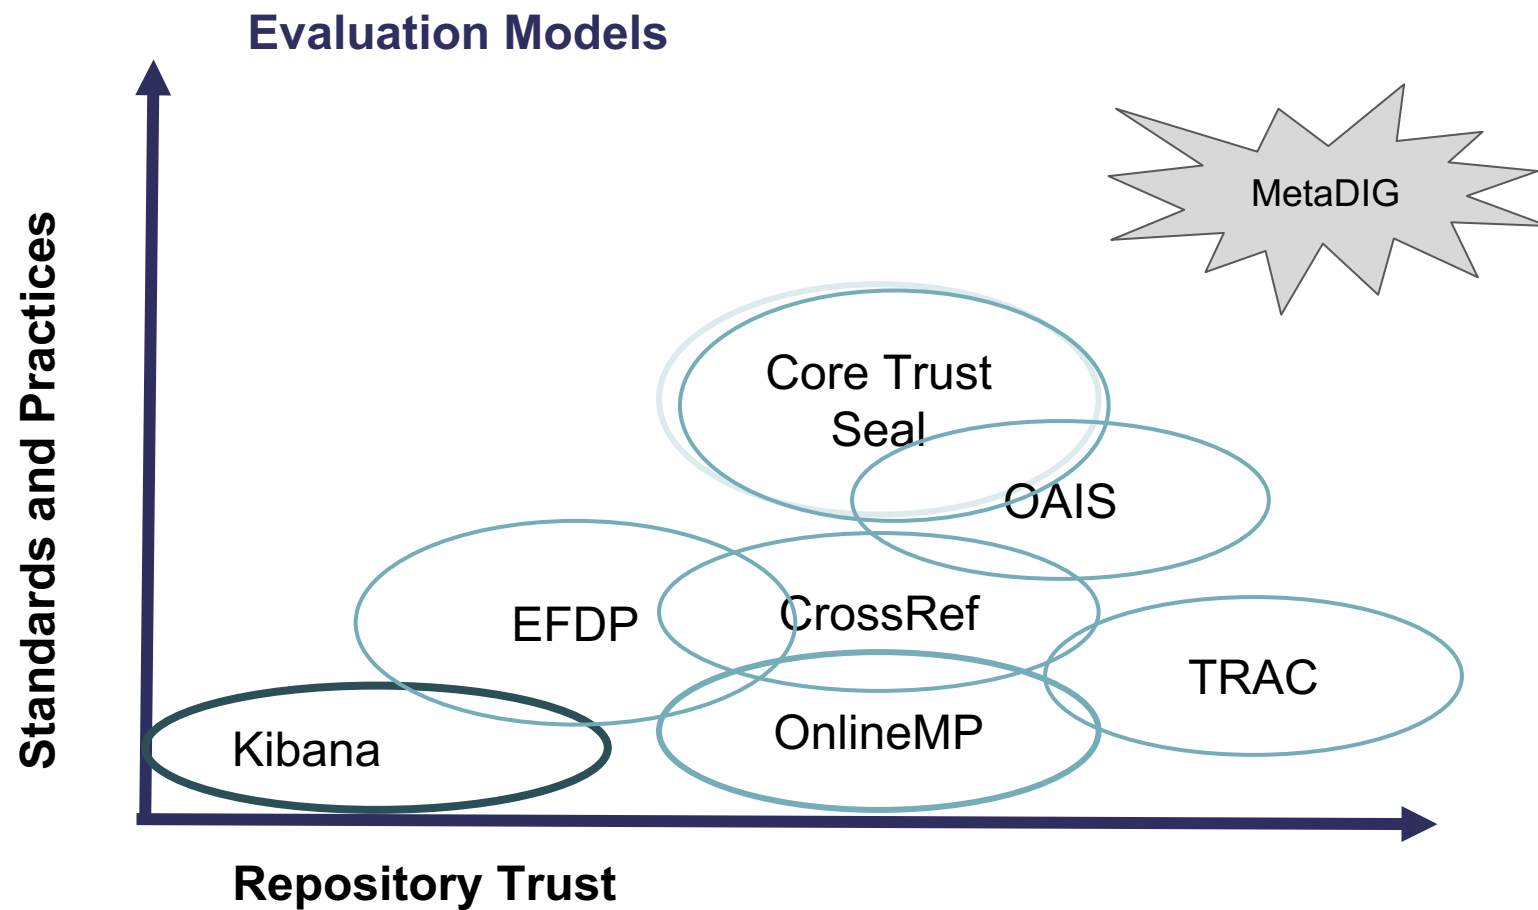 Evaluation Models
MetaDIG
Standards and Practices
Core Trust
Seal
OAIS
EFDP
CrossRef
TRAC
Kibana
OnlineMP
Repository Trust